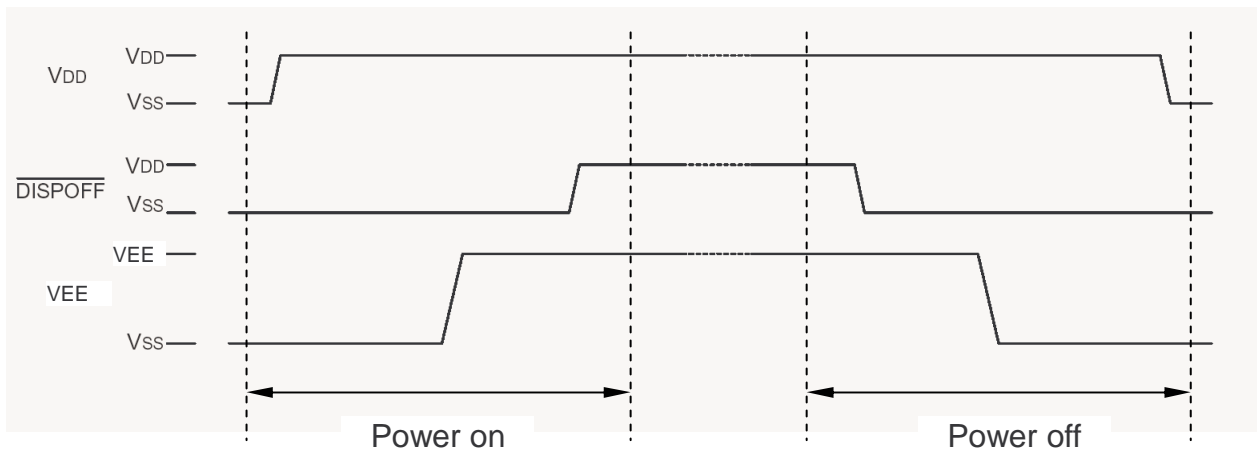 VDD
VDD
VSS
VDD
DISPOFF
VSS
VEE
VEE
VSS
Power on
Power off